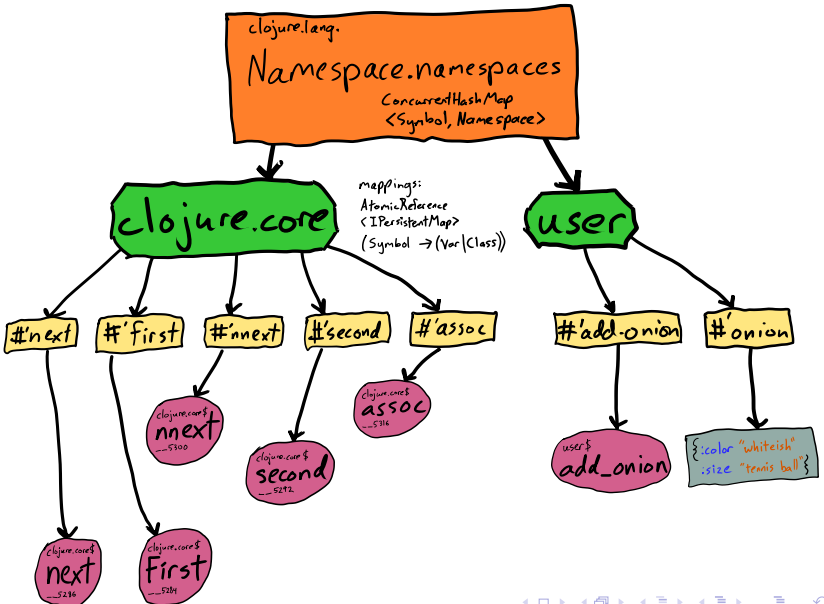 clojure.lang.
Namespace.namespaces
ConcurrentHashMap
<Symbol, Namespace>
clojure.core
mappings:
AtomicReference
<IPersistentMap>
(Symbol → (Var|Class))
user
#'next
#'first
#'nnext
#'second
#'assoc
#'add-onion
#'onion
clojure.core$
assoc
__5316
clojure.core$
nnext
__5300
clojure.core$
second
__5292
user$
add_onion
{:color "whiteish"
:size "tennis ball"}
clojure.core$
next
__5286
clojure.core$
first
__5284